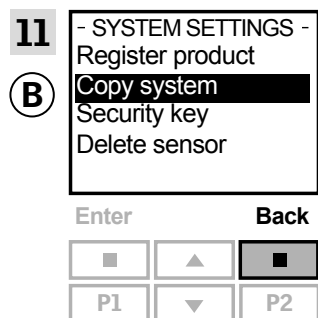 11
B
- SYSTEM SETTINGS -
Register product
Copy system
Security key
Delete sensor
Enter Back
P1 P2